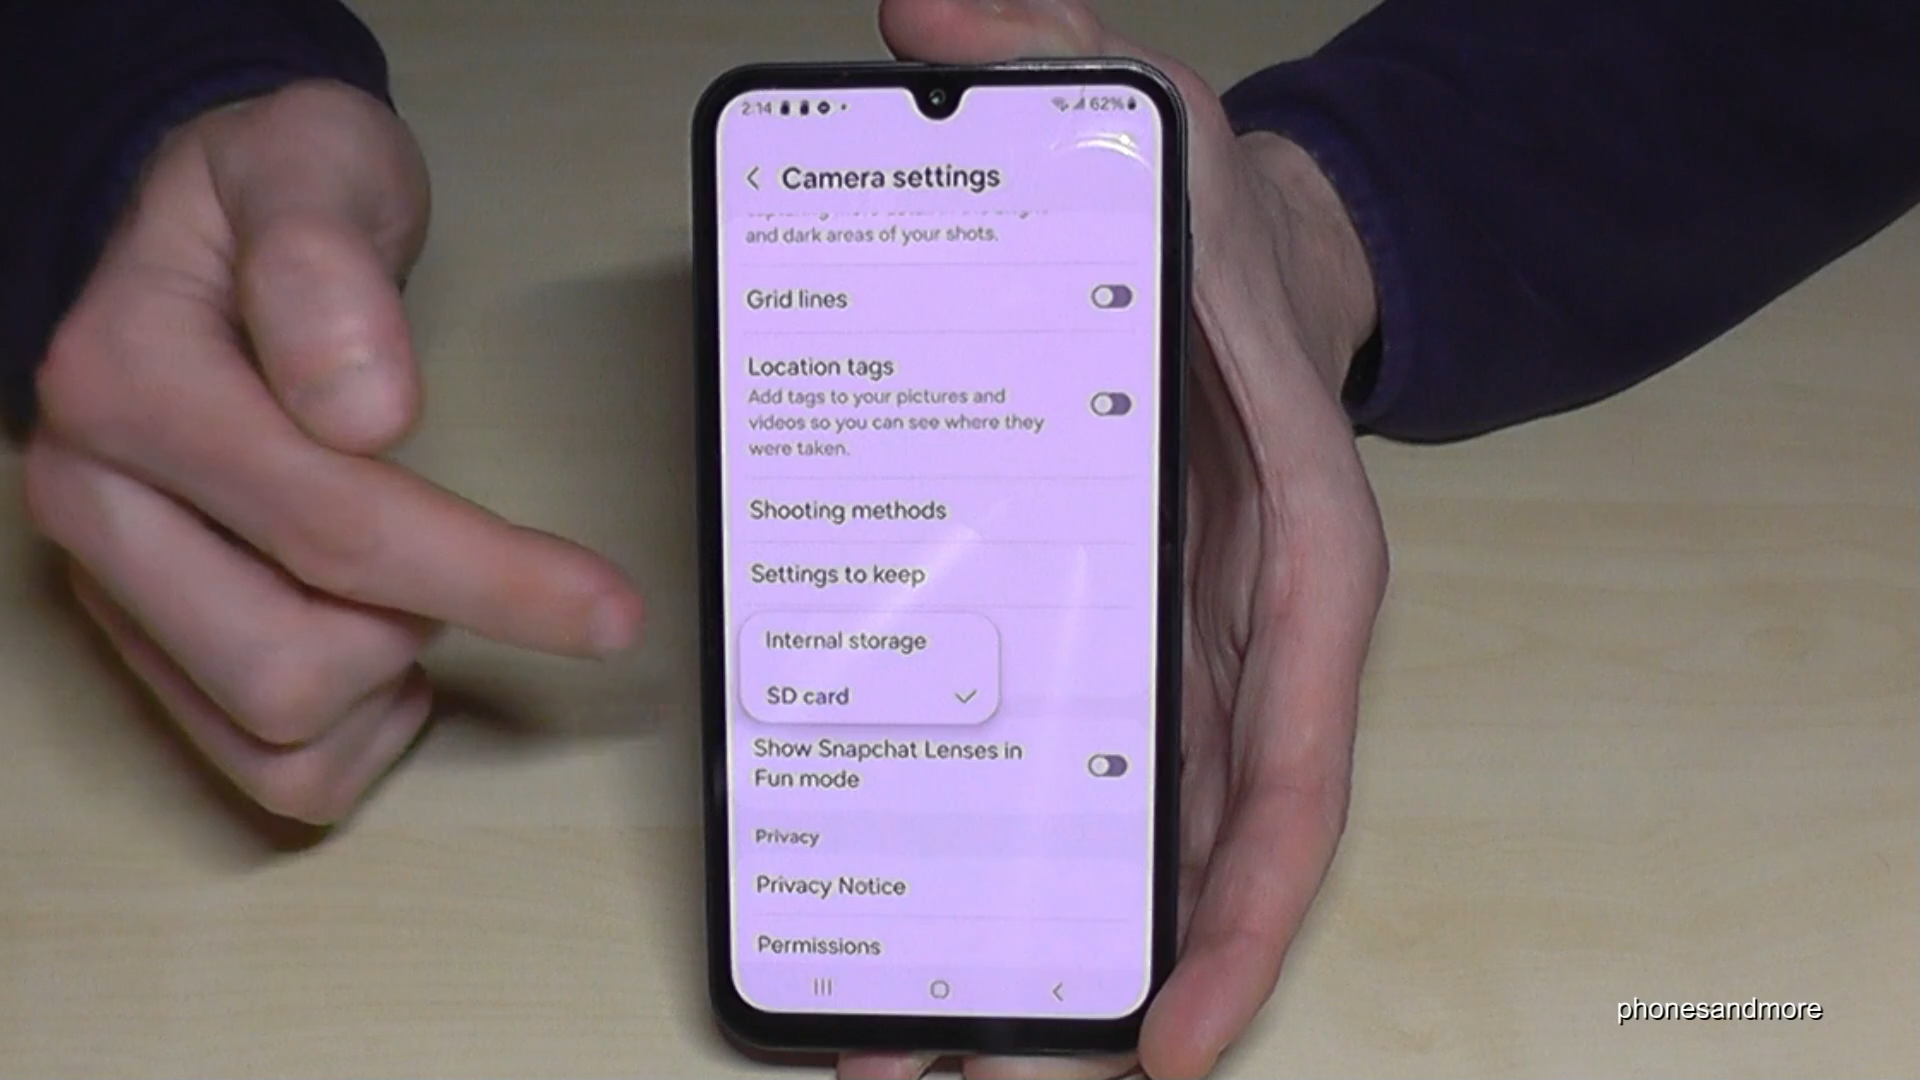 2:14
62%
Camera settings
and dark areas of your shots.
Grid lines
Location tags
Add tags to your pictures and
videos so you can see where they
were taken.
Shooting methods
Settings to keep
Internal storage
SD card
Show Snapchat Lenses in
Fun mode
Privacy
Privacy Notice
Permissions
phonesandmore